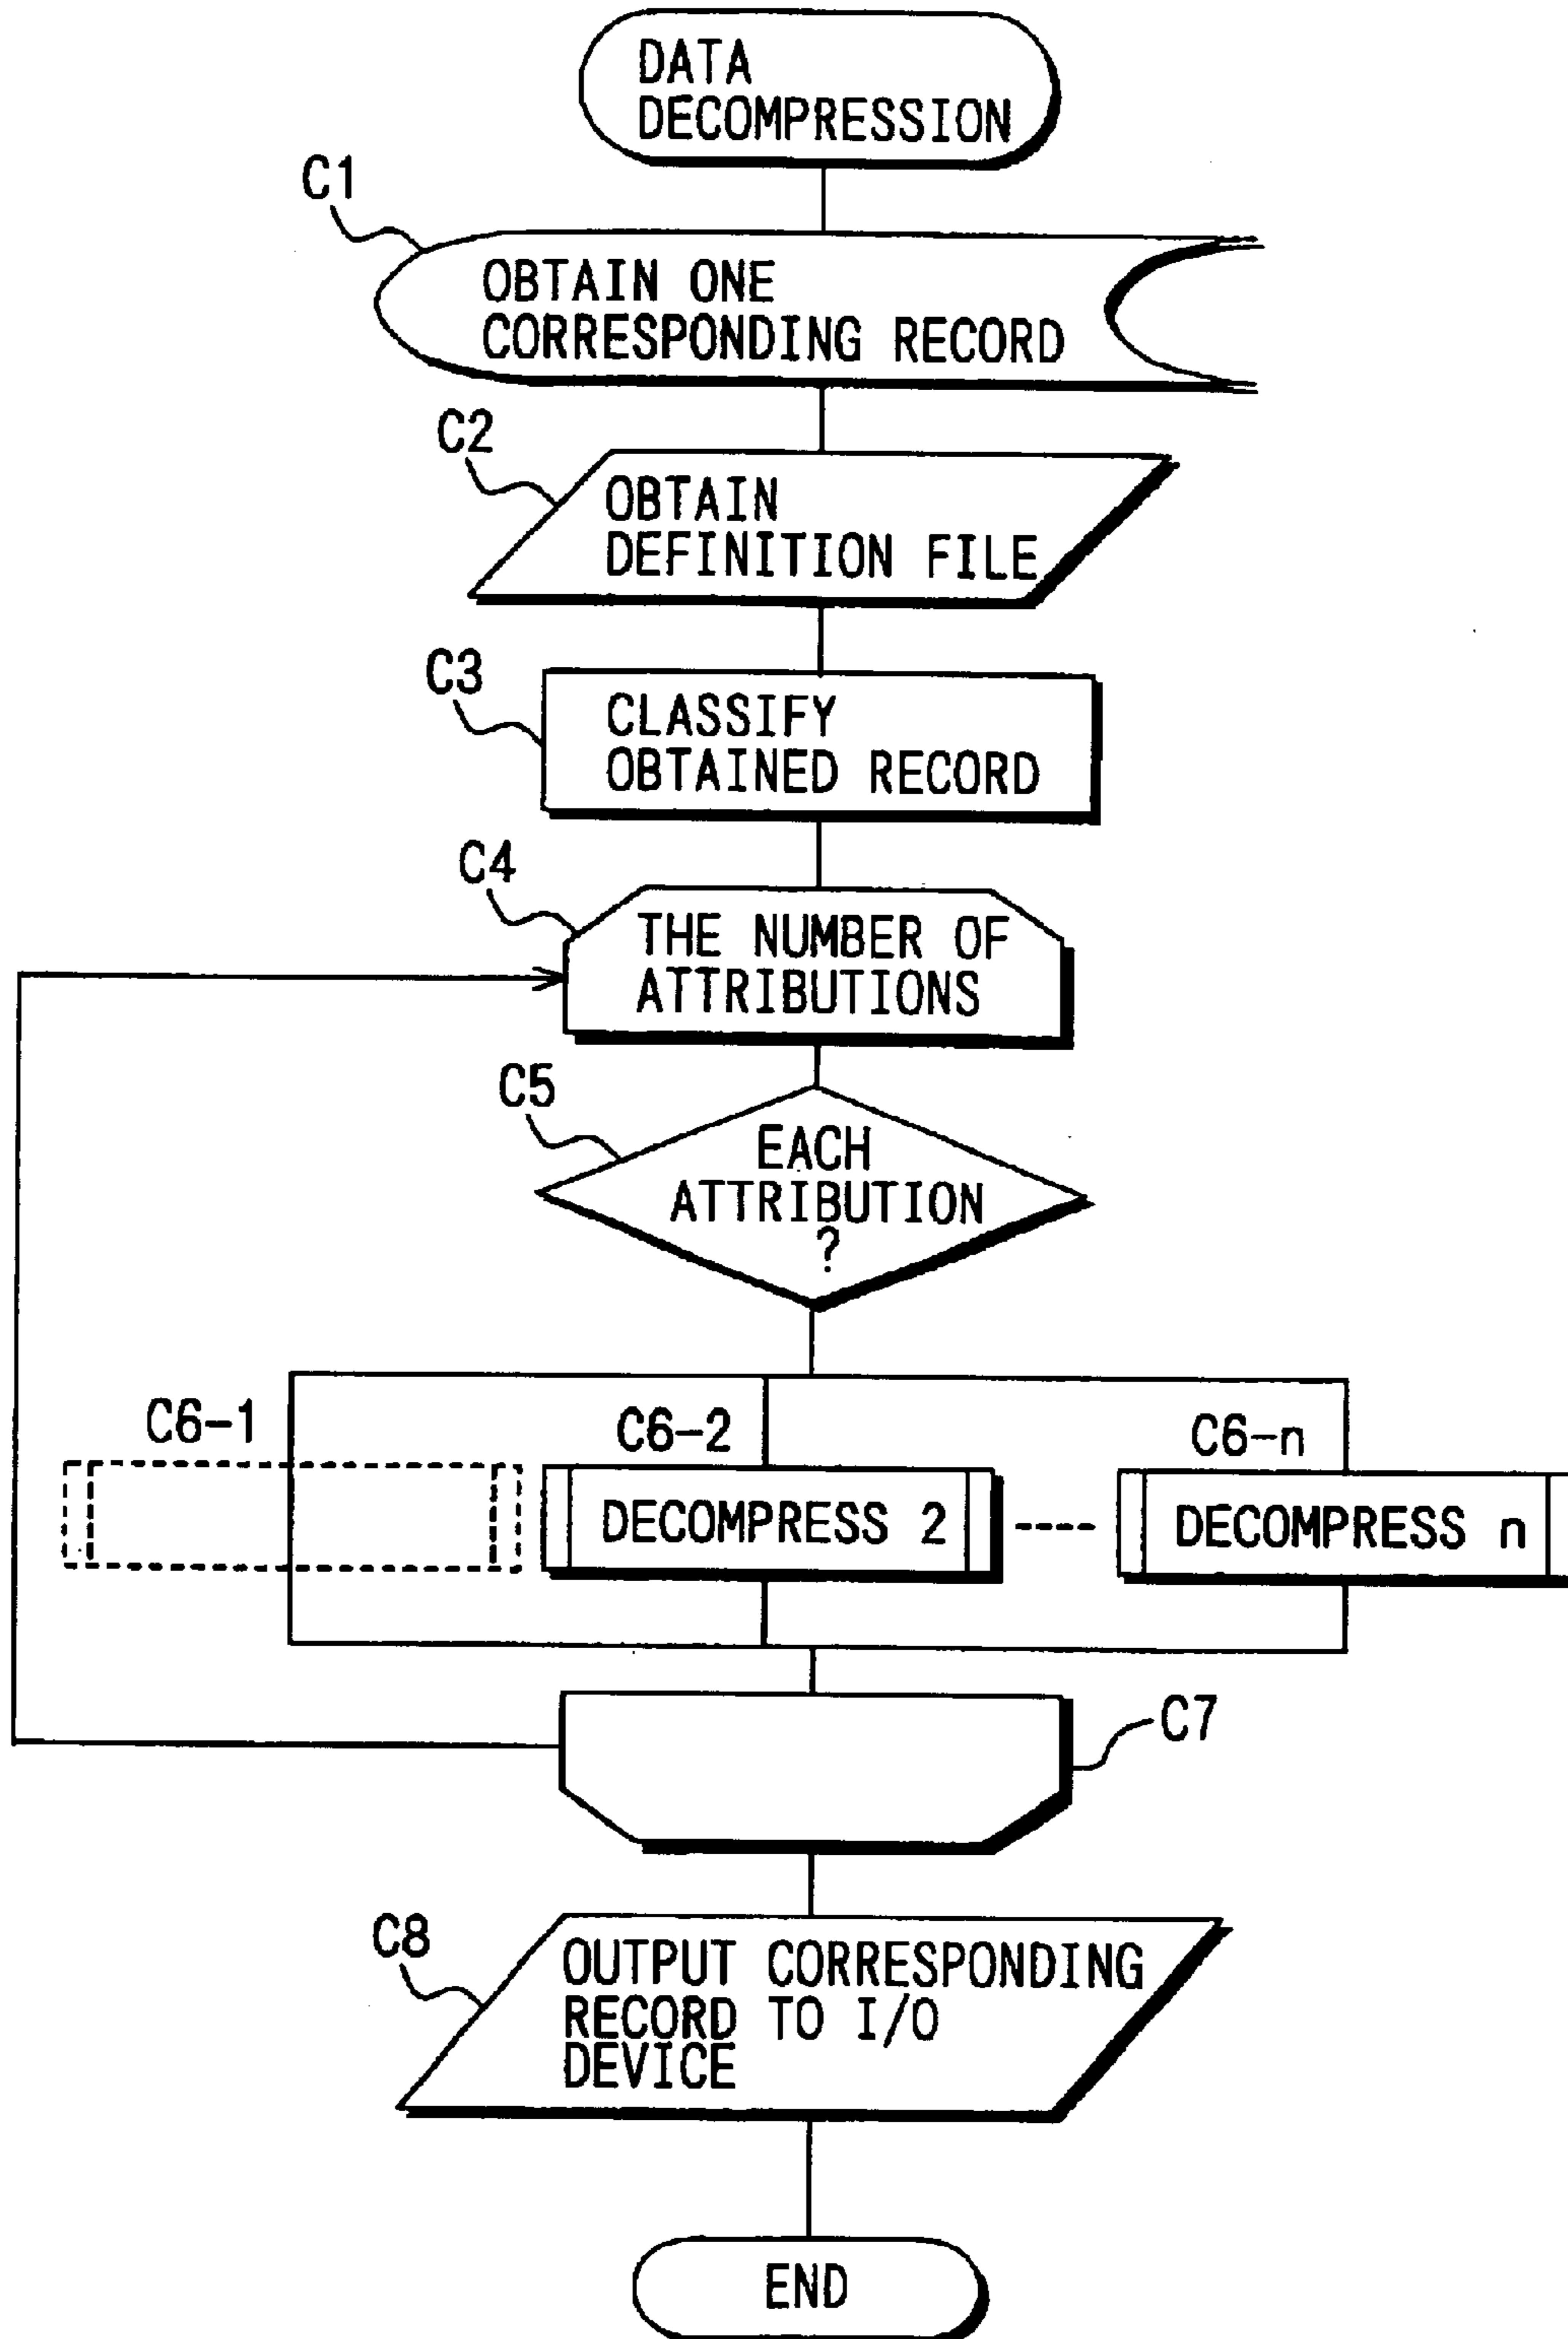 DATA
DECOMPRESSION
C1
OBTAIN ONE
CORRESPONDING RECORD
C2
OBTAIN
DEFINITION FILE
C3
CLASSIFY
OBTAINED RECORD
C4
THE NUMBER OF
ATTRIBUTIONS
C5
EACH
ATTRIBUTION
?
C6-1
C6-2
C6-n
DECOMPRESS 2
DECOMPRESS n
C7
C8
OUTPUT CORRESPONDING
RECORD TO I/O
DEVICE
END